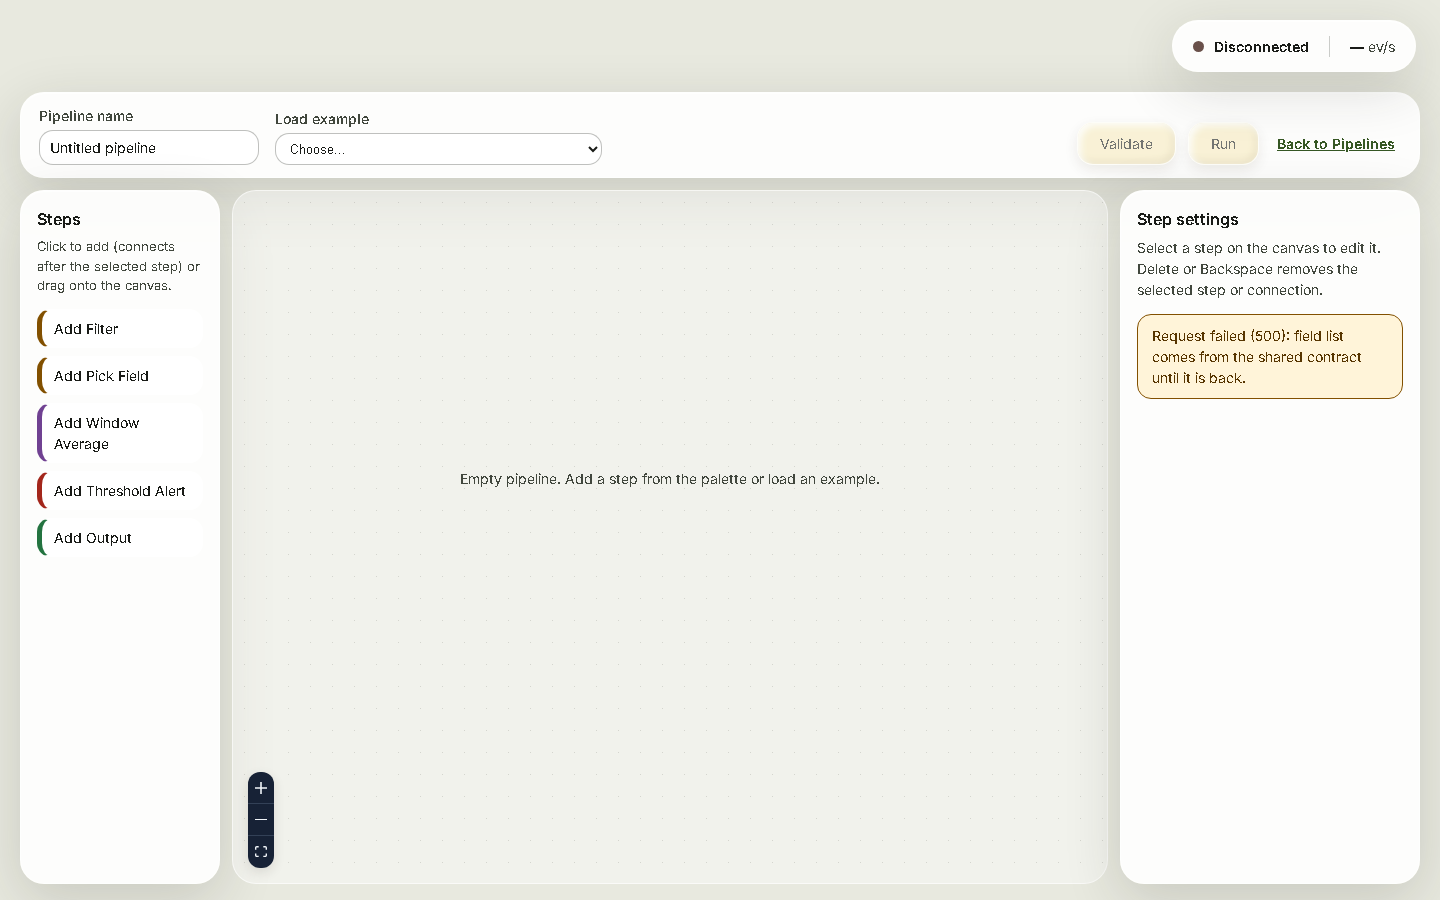 Disconnected
— ev/s
Pipeline name
Untitled pipeline
Load example
Choose...
Validate
Run
Back to Pipelines
Steps
Click to add (connects
after the selected step) or
drag onto the canvas.
Add Filter
Add Pick Field
Add Window
Average
Add Threshold Alert
Add Output
Empty pipeline. Add a step from the palette or load an example.
Step settings
Select a step on the canvas to edit it.
Delete or Backspace removes the
selected step or connection.
Request failed (500): field list
comes from the shared contract
until it is back.